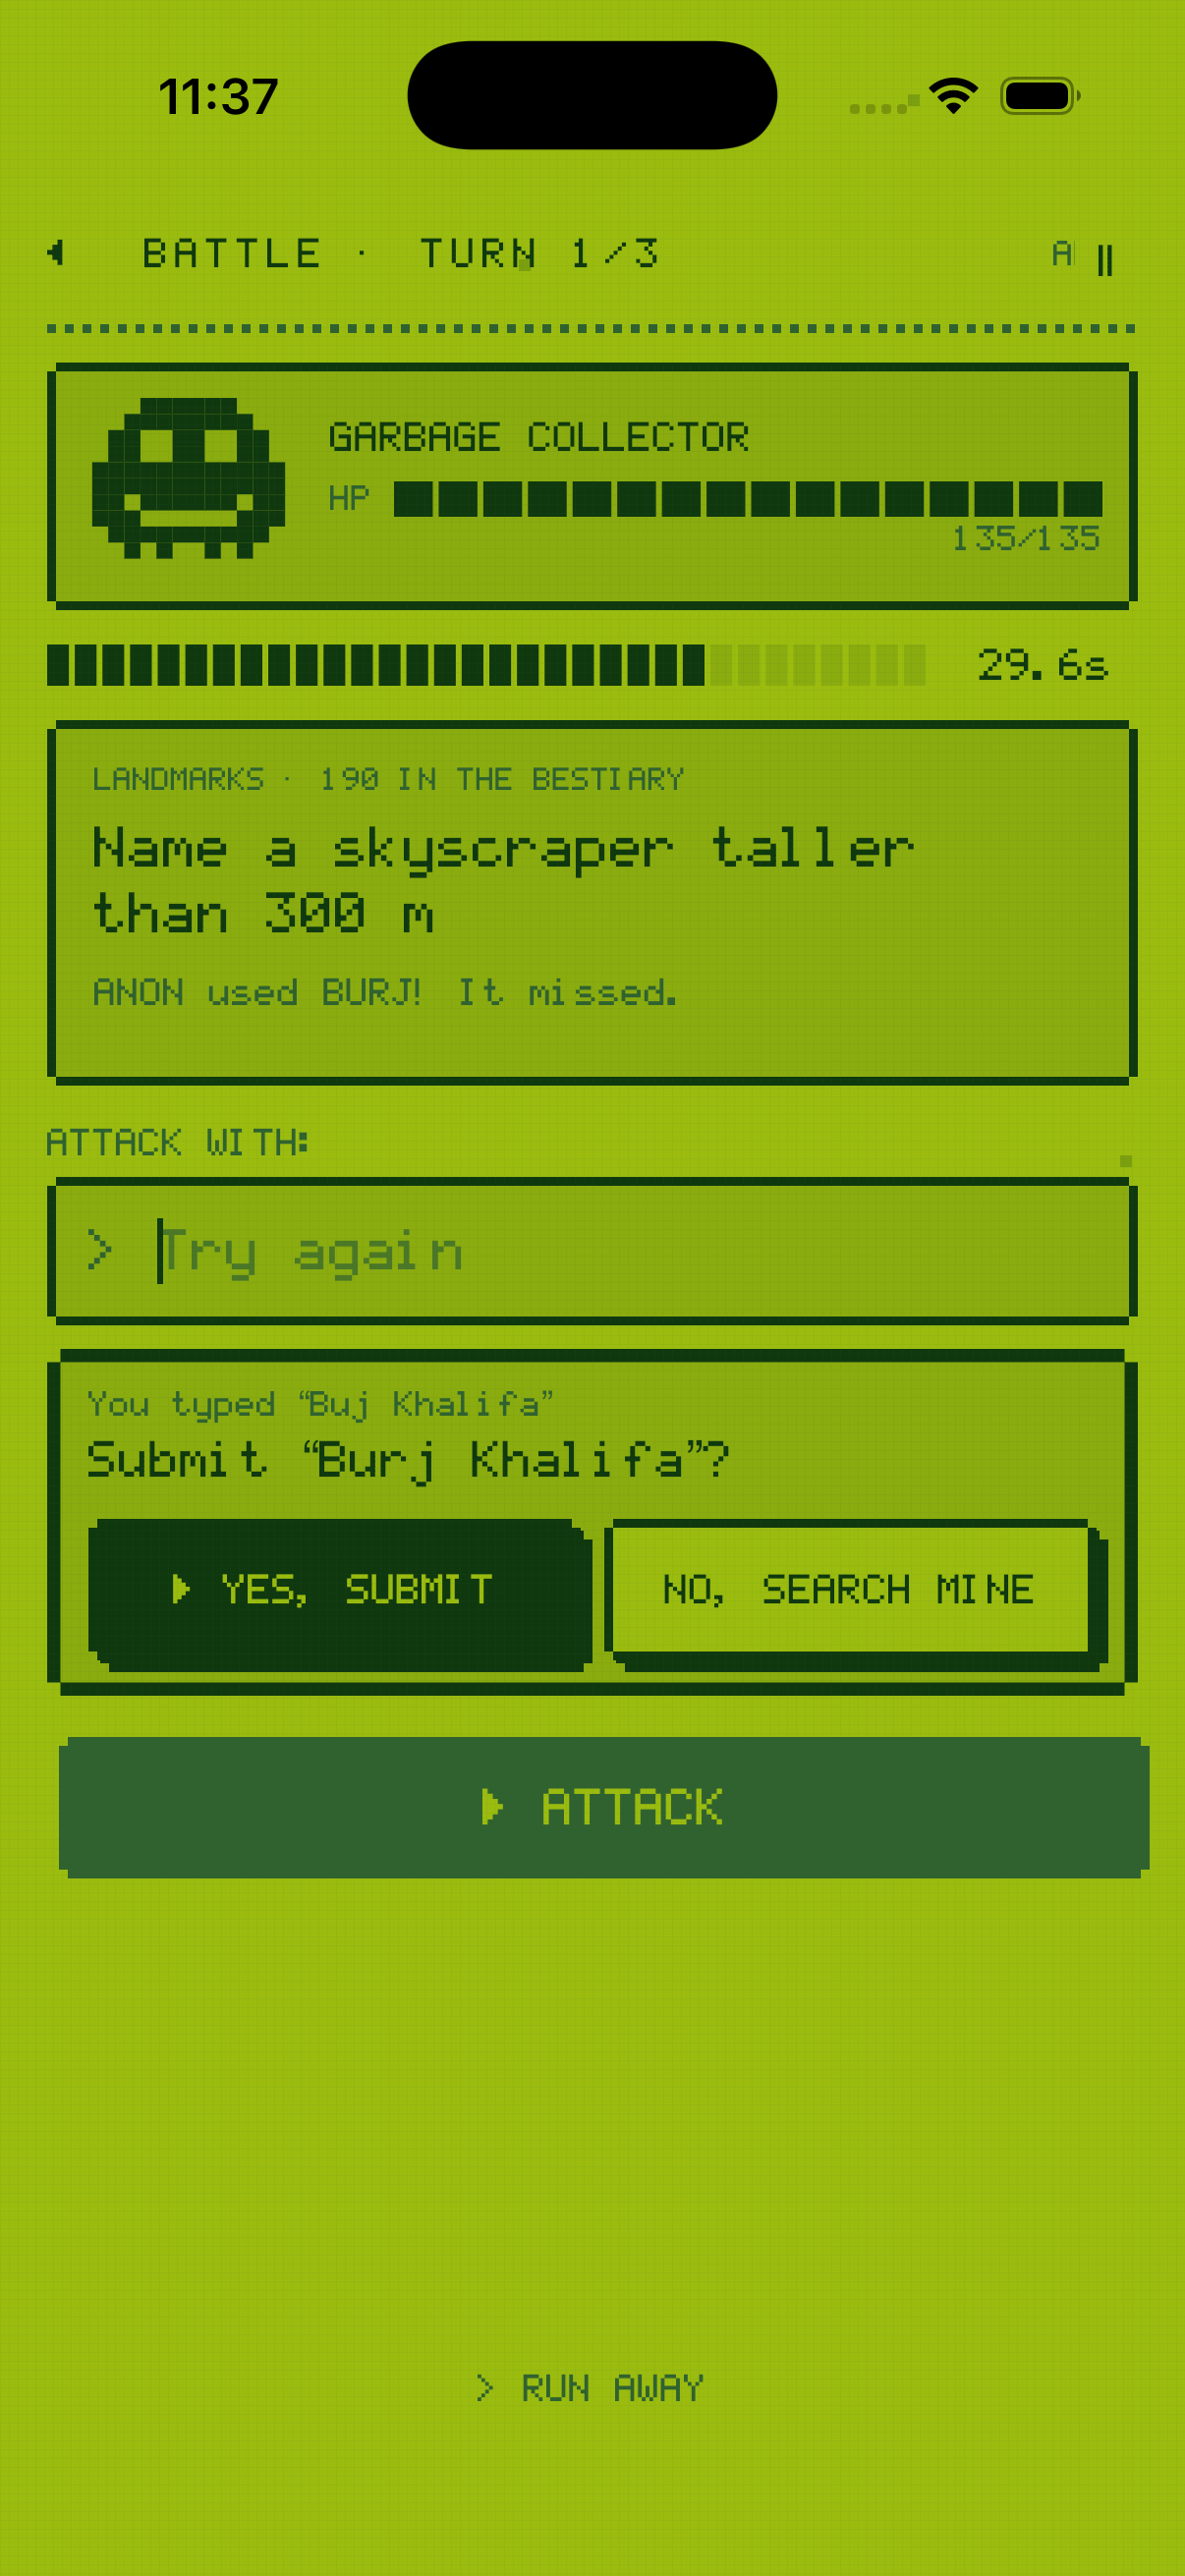 11:37
BATTLE · TURN 1/3
A
GARBAGE COLLECTOR
HP
135/135
29.6s
LANDMARKS · 190 IN THE BESTIARY
Name a skyscraper taller
than 300 m
ANON used BURJ! It missed.
ATTACK WITH:
> Try again
You typed “Buj Khalifa”
Submit “Burj Khalifa”?
YES, SUBMIT
NO, SEARCH MINE
ATTACK
> RUN AWAY